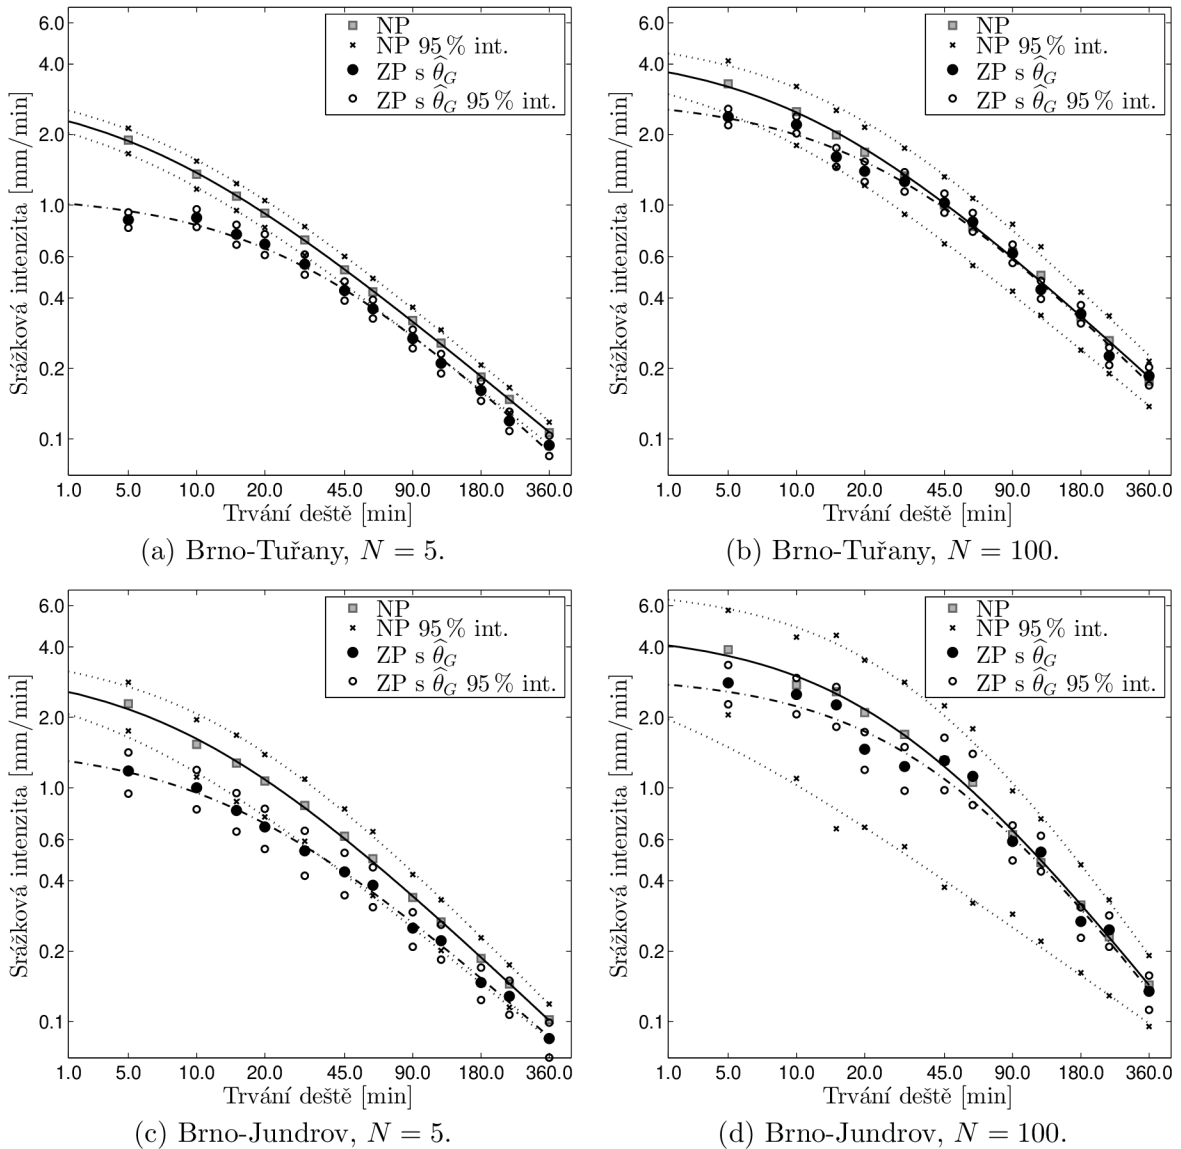 6.0
4.0
2.0
1.0
0.6
0.4
0.2
0.1
Srážková intenzita [mm/min]
NP
NP 95 % int.
ZP s θ̂_G
ZP s θ̂_G 95 % int.
1.0 5.0 10.0 20.0 45.0 90.0 180.0 360.0
Trvání deště [min]
(a) Brno-Tuřany, N = 5.
6.0
4.0
2.0
1.0
0.6
0.4
0.2
0.1
Srážková intenzita [mm/min]
NP
NP 95 % int.
ZP s θ̂_G
ZP s θ̂_G 95 % int.
1.0 5.0 10.0 20.0 45.0 90.0 180.0 360.0
Trvání deště [min]
(b) Brno-Tuřany, N = 100.
6.0
4.0
2.0
1.0
0.6
0.4
0.2
0.1
Srážková intenzita [mm/min]
NP
NP 95 % int.
ZP s θ̂_G
ZP s θ̂_G 95 % int.
1.0 5.0 10.0 20.0 45.0 90.0 180.0 360.0
Trvání deště [min]
(c) Brno-Jundrov, N = 5.
6.0
4.0
2.0
1.0
0.6
0.4
0.2
0.1
Srážková intenzita [mm/min]
NP
NP 95 % int.
ZP s θ̂_G
ZP s θ̂_G 95 % int.
1.0 5.0 10.0 20.0 45.0 90.0 180.0 360.0
Trvání deště [min]
(d) Brno-Jundrov, N = 100.